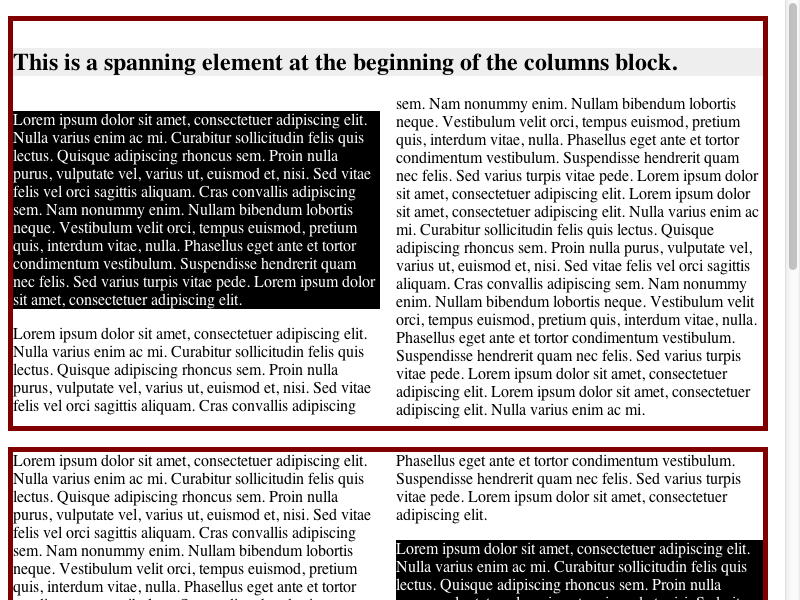 This is a spanning element at the beginning of the columns block.
Lorem ipsum dolor sit amet, consectetuer adipiscing elit.
Nulla varius enim ac mi. Curabitur sollicitudin felis quis
lectus. Quisque adipiscing rhoncus sem. Proin nulla
purus, vulputate vel, varius ut, euismod et, nisi. Sed vitae
felis vel orci sagittis aliquam. Cras convallis adipiscing
sem. Nam nonummy enim. Nullam bibendum lobortis
neque. Vestibulum velit orci, tempus euismod, pretium
quis, interdum vitae, nulla. Phasellus eget ante et tortor
condimentum vestibulum. Suspendisse hendrerit quam
nec felis. Sed varius turpis vitae pede. Lorem ipsum dolor
sit amet, consectetuer adipiscing elit.
Lorem ipsum dolor sit amet, consectetuer adipiscing elit.
Nulla varius enim ac mi. Curabitur sollicitudin felis quis
lectus. Quisque adipiscing rhoncus sem. Proin nulla
purus, vulputate vel, varius ut, euismod et, nisi. Sed vitae
felis vel orci sagittis aliquam. Cras convallis adipiscing
sem. Nam nonummy enim. Nullam bibendum lobortis
neque. Vestibulum velit orci, tempus euismod, pretium
quis, interdum vitae, nulla. Phasellus eget ante et tortor
condimentum vestibulum. Suspendisse hendrerit quam
nec felis. Sed varius turpis vitae pede. Lorem ipsum dolor
sit amet, consectetuer adipiscing elit. Lorem ipsum dolor
sit amet, consectetuer adipiscing elit. Nulla varius enim ac
mi. Curabitur sollicitudin felis quis lectus. Quisque
adipiscing rhoncus sem. Proin nulla purus, vulputate vel,
varius ut, euismod et, nisi. Sed vitae felis vel orci sagittis
aliquam. Cras convallis adipiscing sem. Nam nonummy
enim. Nullam bibendum lobortis neque. Vestibulum velit
orci, tempus euismod, pretium quis, interdum vitae, nulla.
Phasellus eget ante et tortor condimentum vestibulum.
Suspendisse hendrerit quam nec felis. Sed varius turpis
vitae pede. Lorem ipsum dolor sit amet, consectetuer
adipiscing elit. Lorem ipsum dolor sit amet, consectetuer
adipiscing elit. Nulla varius enim ac mi.
Lorem ipsum dolor sit amet, consectetuer adipiscing elit.
Nulla varius enim ac mi. Curabitur sollicitudin felis quis
lectus. Quisque adipiscing rhoncus sem. Proin nulla
purus, vulputate vel, varius ut, euismod et, nisi. Sed vitae
felis vel orci sagittis aliquam. Cras convallis adipiscing
sem. Nam nonummy enim. Nullam bibendum lobortis
neque. Vestibulum velit orci, tempus euismod, pretium
quis, interdum vitae, nulla. Phasellus eget ante et tortor
Phasellus eget ante et tortor condimentum vestibulum.
Suspendisse hendrerit quam nec felis. Sed varius turpis
vitae pede. Lorem ipsum dolor sit amet, consectetuer
adipiscing elit.
Lorem ipsum dolor sit amet, consectetuer adipiscing elit.
Nulla varius enim ac mi. Curabitur sollicitudin felis quis
lectus. Quisque adipiscing rhoncus sem. Proin nulla